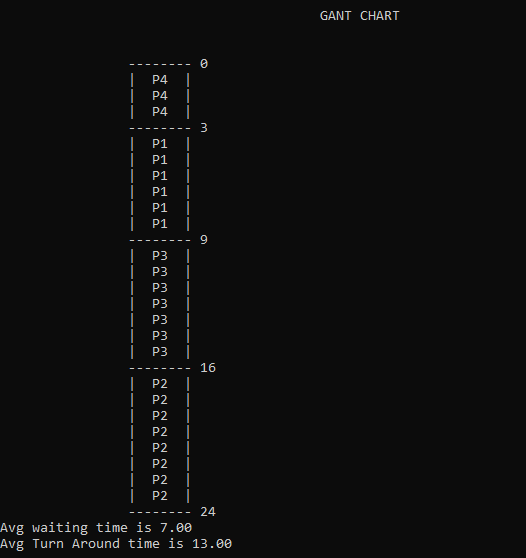 GANT CHART
-------- 0
|  P4  |
|  P4  |
|  P4  |
-------- 3
|  P1  |
|  P1  |
|  P1  |
|  P1  |
|  P1  |
|  P1  |
-------- 9
|  P3  |
|  P3  |
|  P3  |
|  P3  |
|  P3  |
|  P3  |
|  P3  |
-------- 16
|  P2  |
|  P2  |
|  P2  |
|  P2  |
|  P2  |
|  P2  |
|  P2  |
|  P2  |
-------- 24
Avg waiting time is 7.00
Avg Turn Around time is 13.00